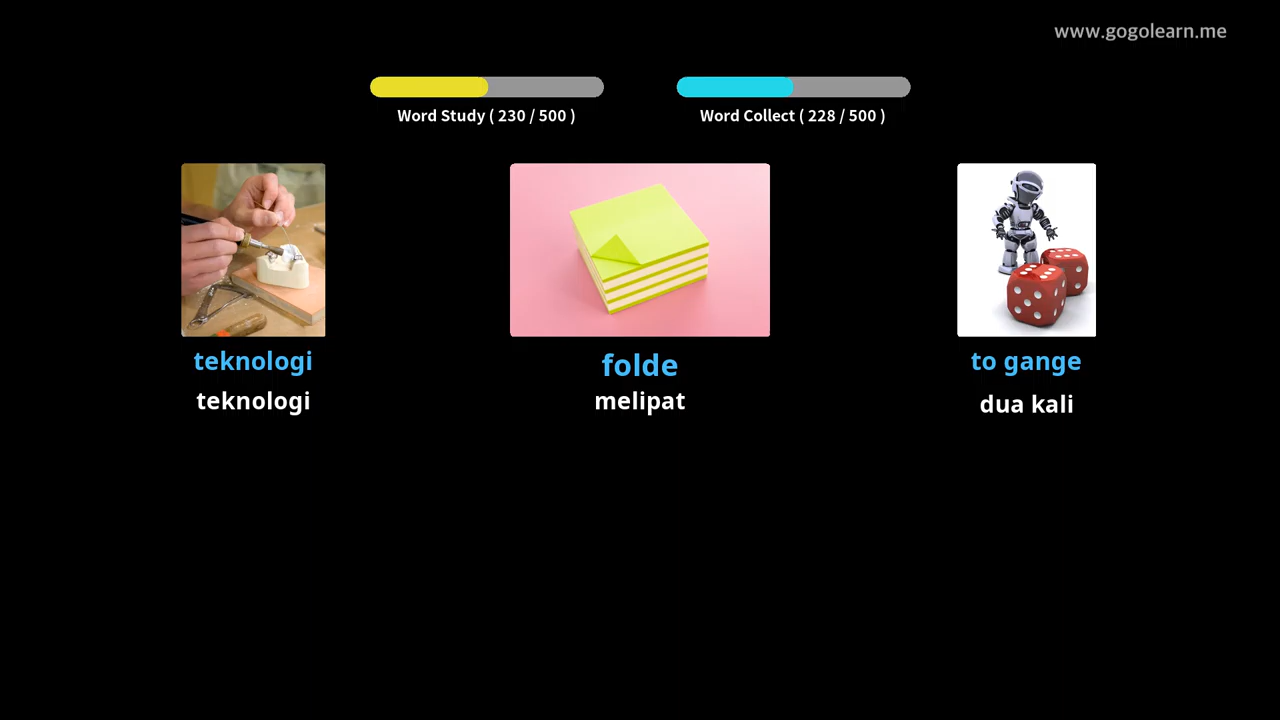 www.gogolearn.me
Word Study ( 230 / 500 )
Word Collect ( 228 / 500 )
teknologi
teknologi
folde
melipat
to gange
dua kali